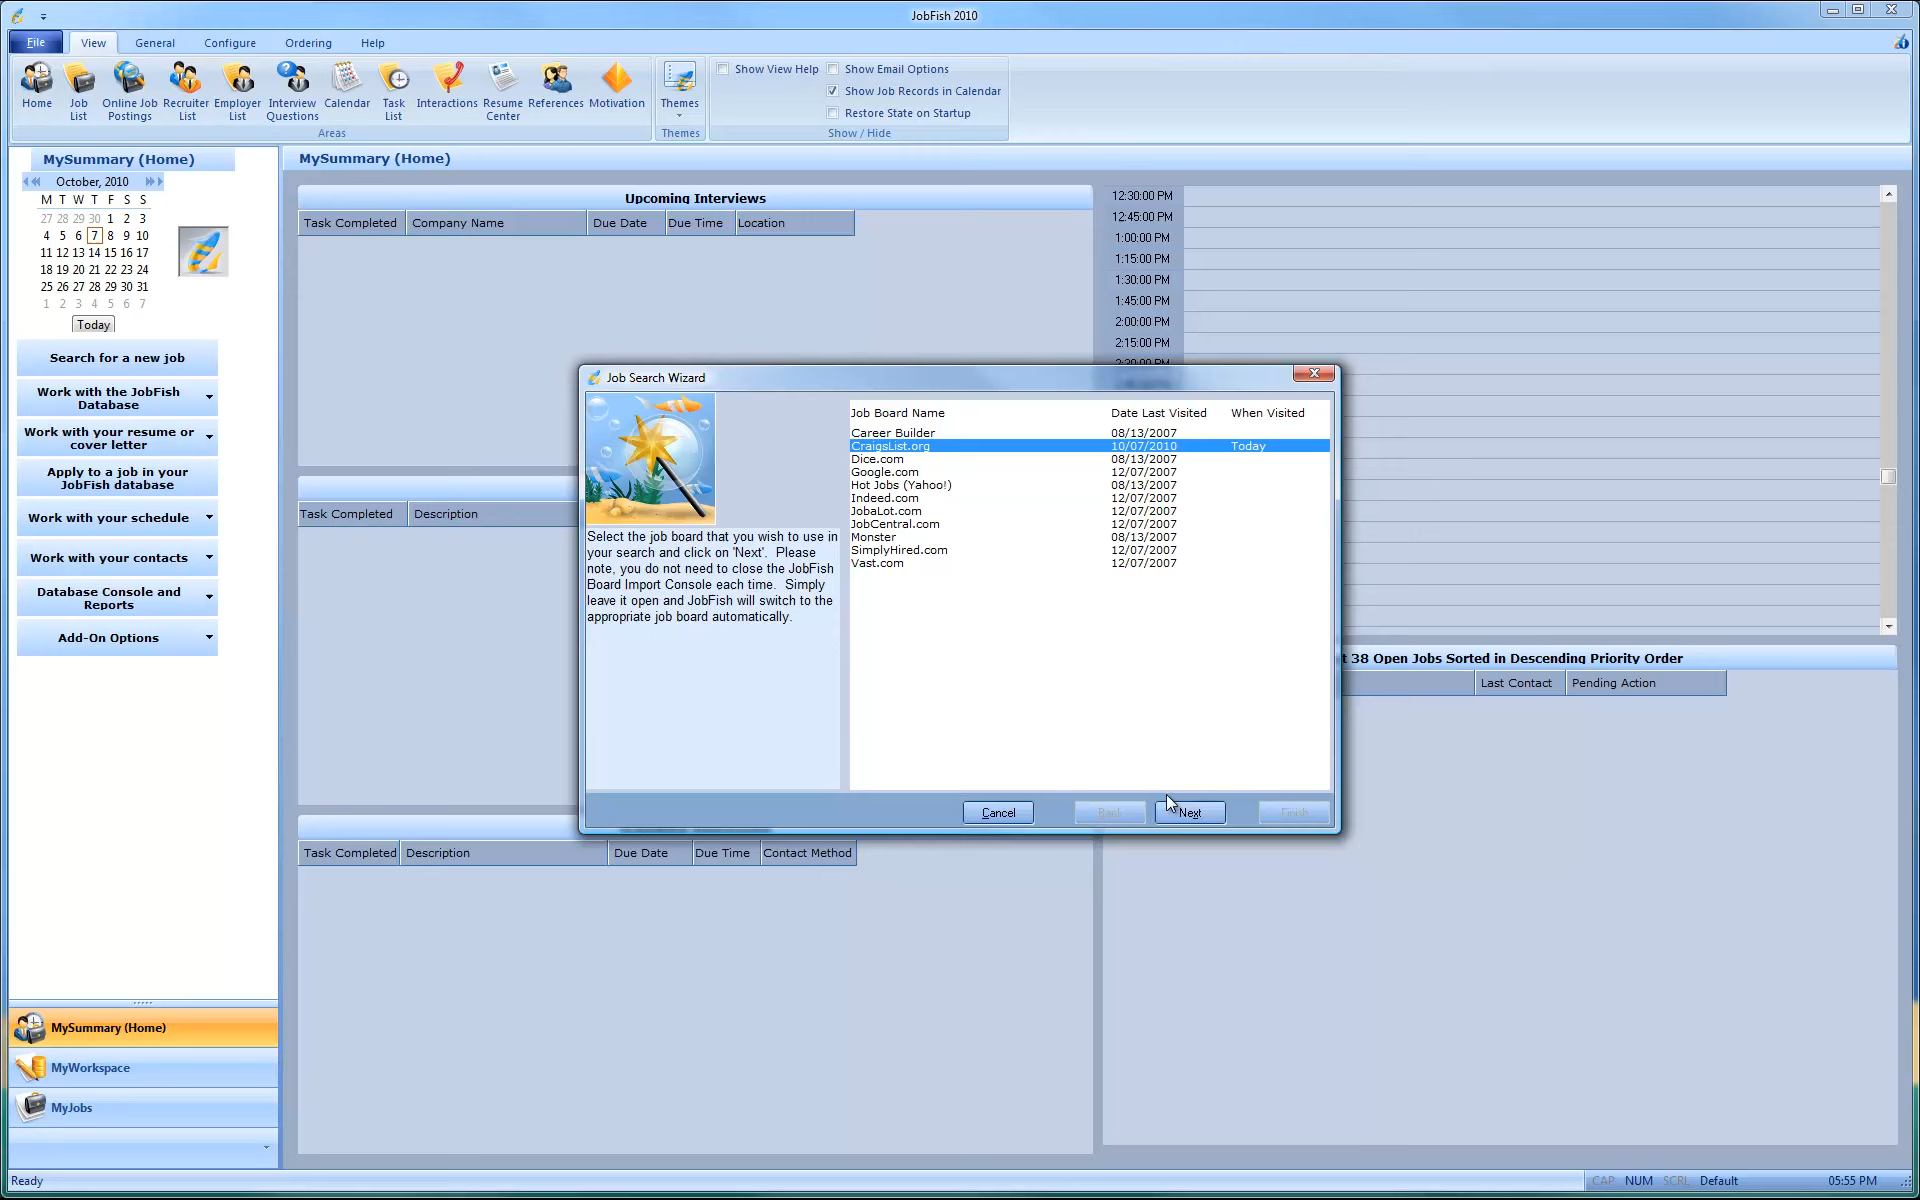 JobFish 2010
File View General Configure Ordering Help
Home
Job List
Online Job Postings
Recruiter List
Employer List
Interview Questions
Calendar
Task List
Interactions
Resume Center
References
Motivation
Areas
Themes
Themes
Show View Help
Show Email Options
Show Job Records in Calendar
Restore State on Startup
Show / Hide
MySummary (Home)
October, 2010
M T W T F S S
27 28 29 30 1 2 3
4 5 6 7 8 9 10
11 12 13 14 15 16 17
18 19 20 21 22 23 24
25 26 27 28 29 30 31
1 2 3 4 5 6 7
Today
Search for a new job
Work with the JobFish
Database
Work with your resume or
cover letter
Apply to a job in your
JobFish database
Work with your schedule
Work with your contacts
Database Console and
Reports
Add-On Options
MySummary (Home)
MyWorkspace
MyJobs
MySummary (Home)
Upcoming Interviews
Task Completed Company Name Due Date Due Time Location
Task Completed Description
Task Completed Description Due Date Due Time Contact Method
12:30:00 PM
12:45:00 PM
1:00:00 PM
1:15:00 PM
1:30:00 PM
1:45:00 PM
2:00:00 PM
2:15:00 PM
2:30:00 PM
t 38 Open Jobs Sorted in Descending Priority Order
Last Contact Pending Action
Job Search Wizard
Select the job board that you wish to use in
your search and click on 'Next'. Please
note, you do not need to close the JobFish
Board Import Console each time. Simply
leave it open and JobFish will switch to the
appropriate job board automatically.
Job Board Name Date Last Visited When Visited
Career Builder 08/13/2007
CraigsList.org 10/07/2010 Today
Dice.com 08/13/2007
Google.com 12/07/2007
Hot Jobs (Yahoo!) 08/13/2007
Indeed.com 12/07/2007
JobaLot.com 12/07/2007
JobCentral.com 12/07/2007
Monster 08/13/2007
SimplyHired.com 12/07/2007
Vast.com 12/07/2007
Cancel Back Next Finish
Ready CAP NUM SCRL Default 05:55 PM